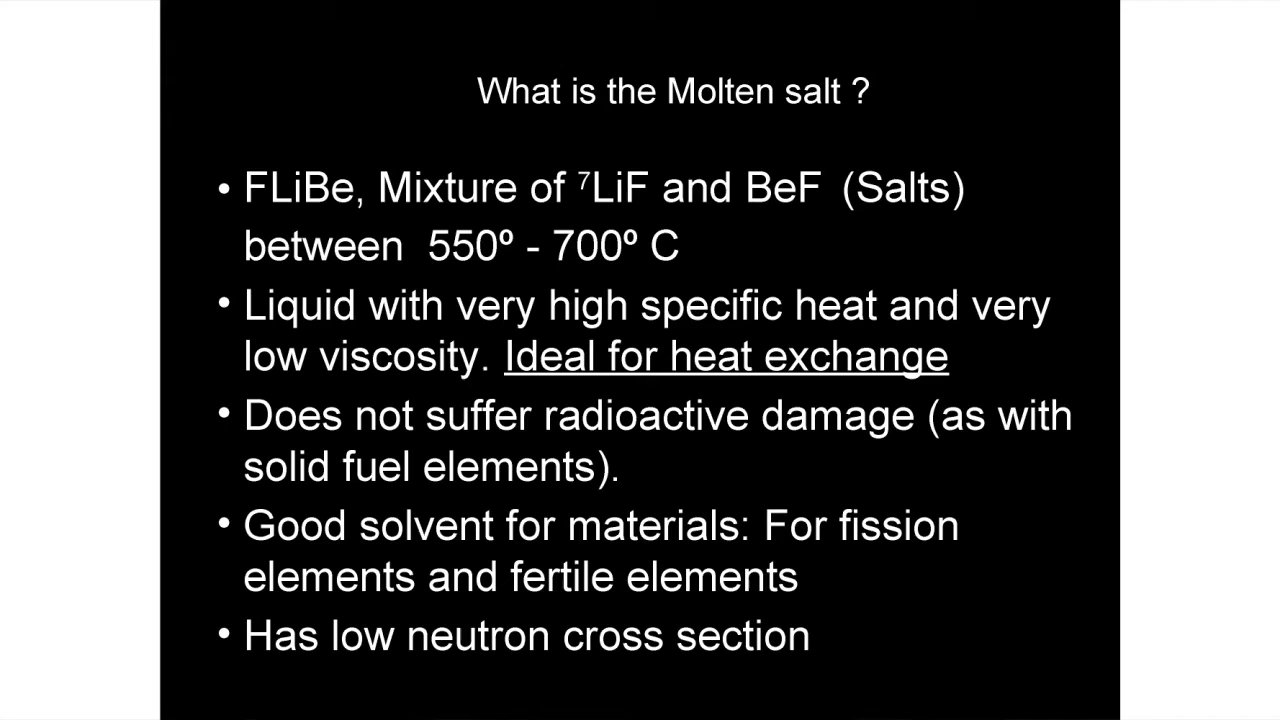 What is the Molten salt ?
• FLiBe, Mixture of ⁷LiF and BeF (Salts)
between 550º - 700º C
• Liquid with very high specific heat and very
low viscosity. Ideal for heat exchange
• Does not suffer radioactive damage (as with
solid fuel elements).
• Good solvent for materials: For fission
elements and fertile elements
• Has low neutron cross section